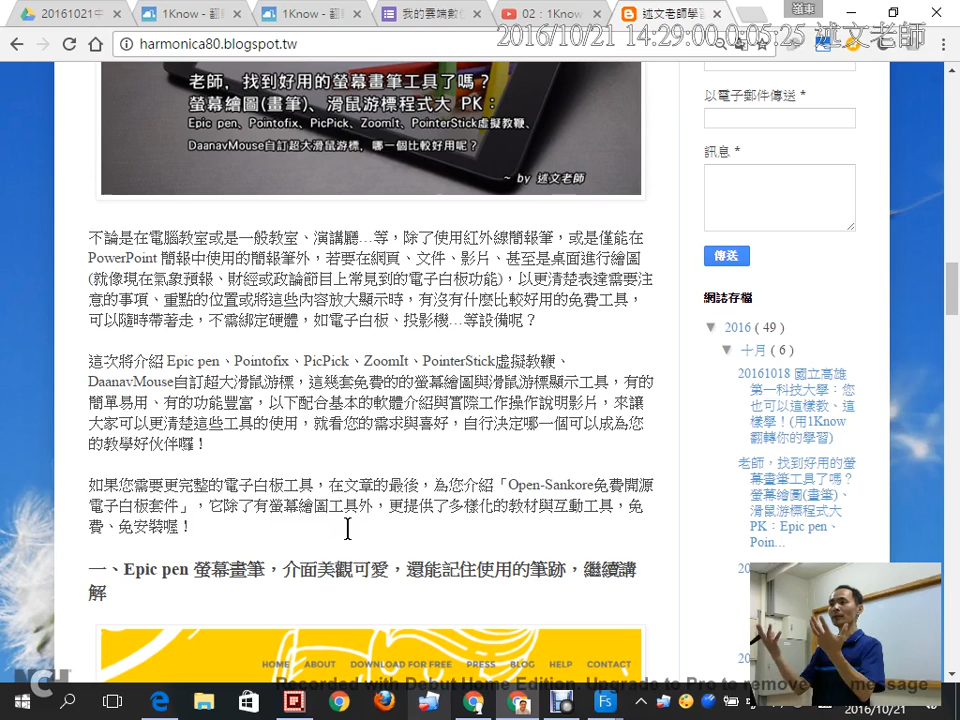 20161021中
1Know - 翻
1Know - 翻
我的雲端數
02：1Know
述文老師學
harmonica80.blogspot.tw
2016/10/21 14:29:00 0:05:25 述文老師
老師，找到好用的螢幕畫筆工具了嗎？
螢幕繪圖(畫筆)、滑鼠游標程式大 PK：
Epic pen、Pointofix、PicPick、ZoomIt、PointerStick虛擬教鞭、
DaanavMouse自訂超大滑鼠游標，哪一個比較好用呢？
~ by 述文老師
不論是在電腦教室或是一般教室、演講廳…等，除了使用紅外線簡報筆，或是僅能在
PowerPoint 簡報中使用的簡報筆外，若要在網頁、文件、影片、甚至是桌面進行繪圖
(就像現在氣象預報、財經或政論節目上常見到的電子白板功能)，以更清楚表達需要注
意的事項、重點的位置或將這些內容放大顯示時，有沒有什麼比較好用的免費工具，
可以隨時帶著走，不需綁定硬體，如電子白板、投影機…等設備呢？
這次將介紹 Epic pen、Pointofix、PicPick、ZoomIt、PointerStick虛擬教鞭、
DaanavMouse自訂超大滑鼠游標，這幾套免費的的螢幕繪圖與滑鼠游標顯示工具，有的
簡單易用、有的功能豐富，以下配合基本的軟體介紹與實際工作操作說明影片，來讓
大家可以更清楚這些工具的使用，就看您的需求與喜好，自行決定哪一個可以成為您
的教學好伙伴囉！
如果您需要更完整的電子白板工具，在文章的最後，為您介紹「Open-Sankore免費開源
電子白板套件」，它除了有螢幕繪圖工具外，更提供了多樣化的教材與互動工具，免
費、免安裝喔！
一、Epic pen 螢幕畫筆，介面美觀可愛，還能記住使用的筆跡，繼續講
解
HOME ABOUT DOWNLOAD FOR FREE PRESS BLOG HELP CONTACT
以電子郵件傳送 *
訊息 *
傳送
網誌存檔
▼ 2016 ( 49 )
▼ 十月 ( 6 )
20161018 國立高雄
第一科技大學：您
也可以這樣教、這
樣學！(用1Know
翻轉你的學習)
老師，找到好用的螢
幕畫筆工具了嗎？
螢幕繪圖(畫筆)、
滑鼠游標程式大
PK：Epic pen、
Poin...
20
20
Recorded with Debut Home Edition. Upgrade to Pro to remove this message
NCH
2016/10/21